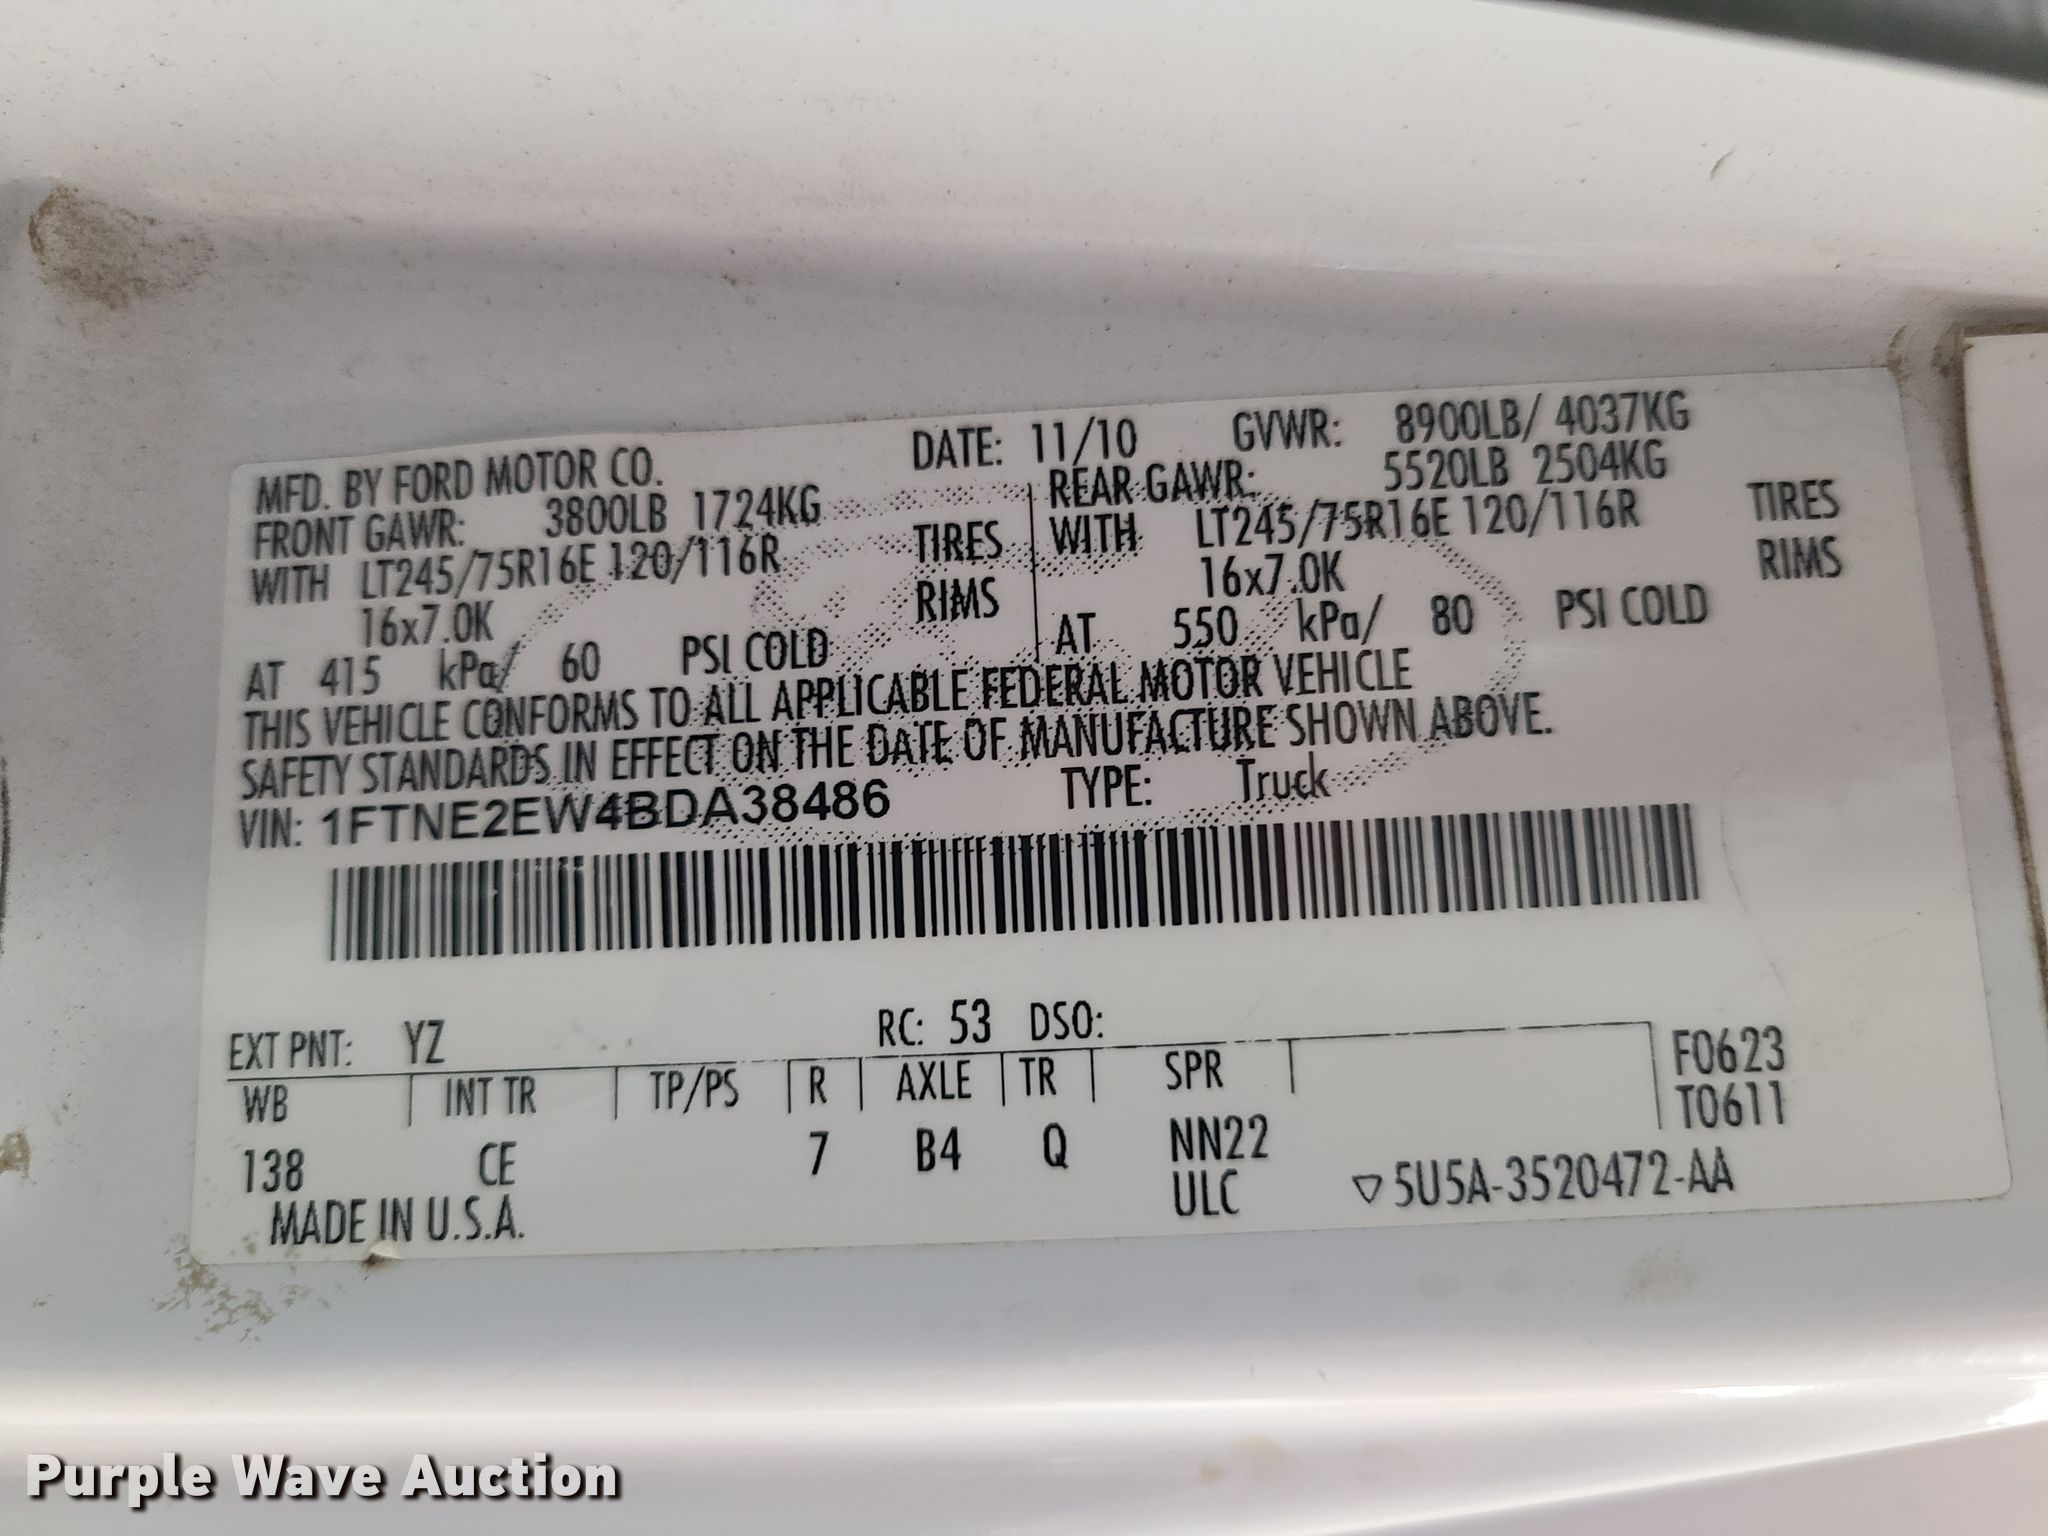 MFD. BY FORD MOTOR CO. DATE: 11/10 GVWR: 8900LB/ 4037KG
FRONT GAWR: 3800LB 1724KG REAR GAWR: 5520LB 2504KG
WITH LT245/75R16E 120/116R TIRES WITH LT245/75R16E 120/116R TIRES
16x7.0K RIMS 16x7.0K RIMS
AT 415 kPa/ 60 PSI COLD AT 550 kPa/ 80 PSI COLD
THIS VEHICLE CONFORMS TO ALL APPLICABLE FEDERAL MOTOR VEHICLE
SAFETY STANDARDS IN EFFECT ON THE DATE OF MANUFACTURE SHOWN ABOVE.
VIN: 1FTNE2EW4BDA38486 TYPE: Truck
EXT PNT: YZ RC: 53 DSO:
WB INT TR TP/PS R AXLE TR SPR F0623
T0611
138 CE 7 B4 Q NN22
ULC ▽5U5A-3520472-AA
MADE IN U.S.A.
Purple Wave Auction